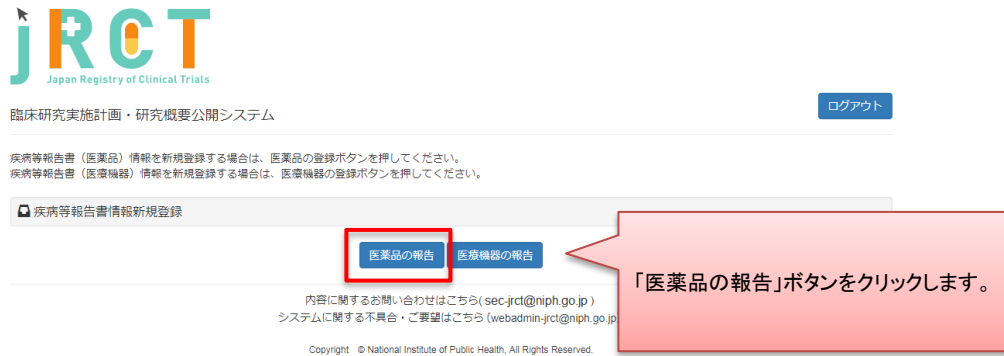 jRCT
Japan Registry of Clinical Trials
臨床研究実施計画・研究概要公開システム
ログアウト
疾病等報告書（医薬品）情報を新規登録する場合は、医薬品の登録ボタンを押してください。
疾病等報告書（医療機器）情報を新規登録する場合は、医療機器の登録ボタンを押してください。
疾病等報告書情報新規登録
医薬品の報告 医療機器の報告
「医薬品の報告」ボタンをクリックします。
内容に関するお問い合わせはこちら( sec-jrct@niph.go.jp )
システムに関する不具合・ご要望はこちら (webadmin-jrct@niph.go.jp
Copyright © National Institute of Public Health, All Rights Reserved.